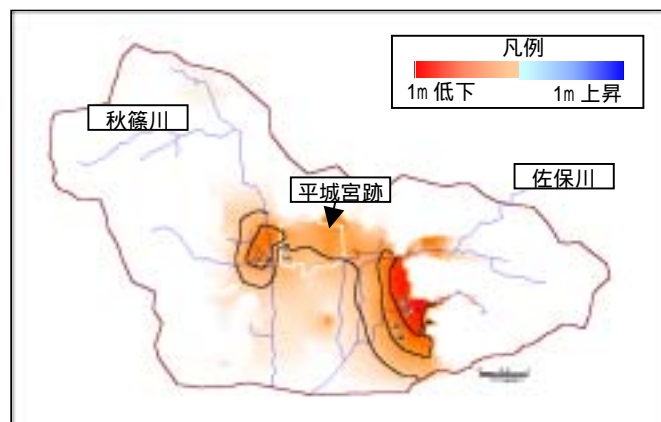 凡例
1m 低下
1m 上昇
秋篠川
平城宮跡
佐保川